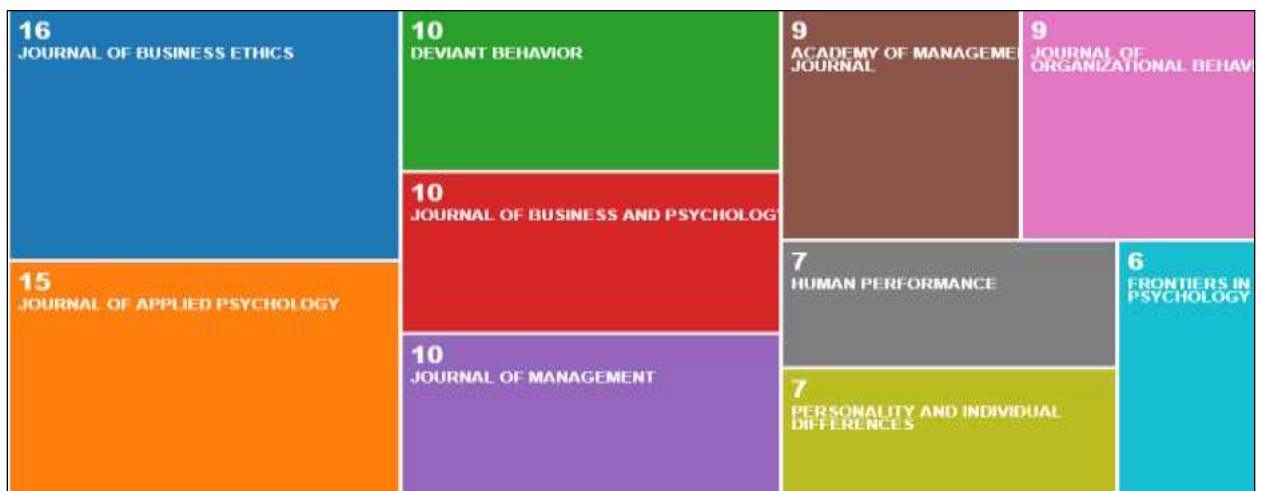 16
JOURNAL OF BUSINESS ETHICS
15
JOURNAL OF APPLIED PSYCHOLOGY
10
DEVIANT BEHAVIOR
10
JOURNAL OF BUSINESS AND PSYCHOLOG
10
JOURNAL OF MANAGEMENT
9
ACADEMY OF MANAGEME
JOURNAL
9
JOURNAL OF
ORGANIZATIONAL BEHAV
7
HUMAN PERFORMANCE
7
PERSONALITY AND INDIVIDUAL
DIFFERENCES
6
FRONTIERS IN
PSYCHOLOGY